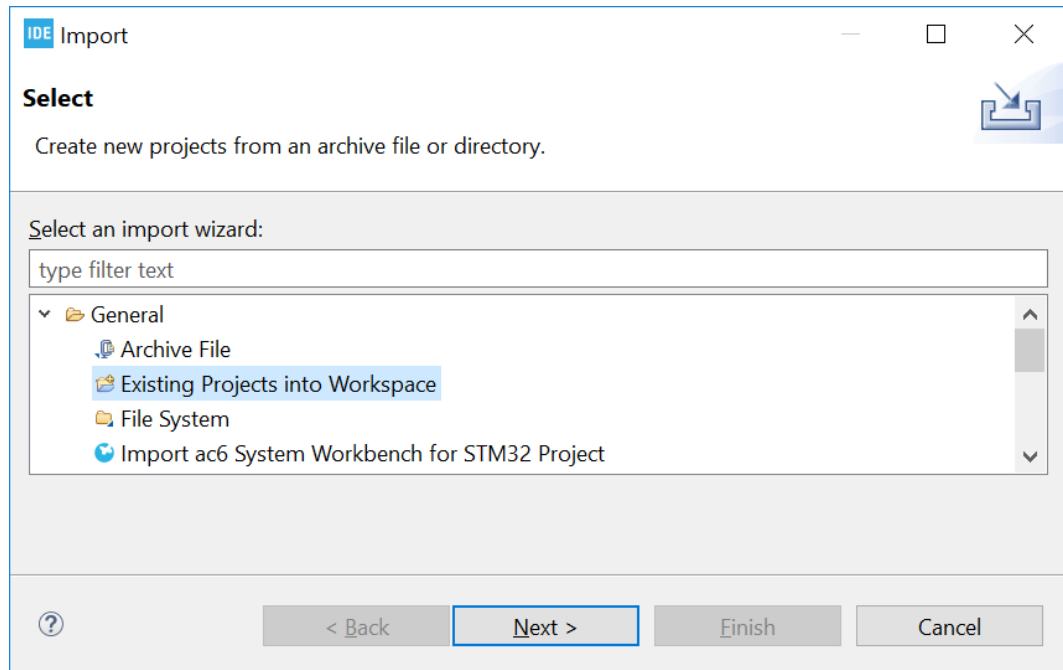 IDE Import
Select
Create new projects from an archive file or directory.
Select an import wizard:
type filter text
General
Archive File
Existing Projects into Workspace
File System
Import ac6 System Workbench for STM32 Project
? < Back Next > Finish Cancel